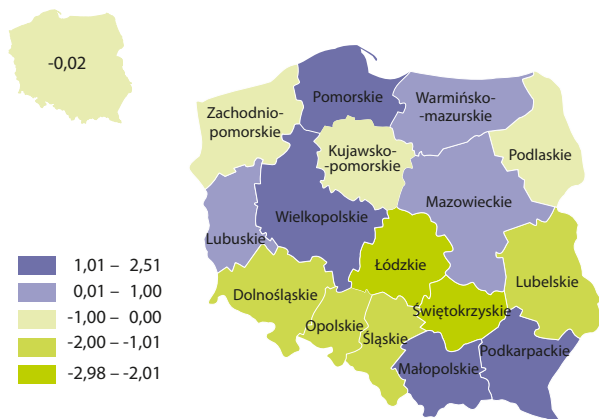 -0,02
Pomorskie
Warmińsko-
-mazurskie
Zachodnio-
pomorskie
Kujawsko-
-pomorskie
Podlaskie
Wielkopolskie
Mazowieckie
Lubuskie
Łódzkie
Lubelskie
Dolnośląskie
Opolskie
Śląskie
Świętokrzyskie
Małopolskie
Podkarpackie
1,01 – 2,51
0,01 – 1,00
-1,00 – 0,00
-2,00 – -1,01
-2,98 – -2,01